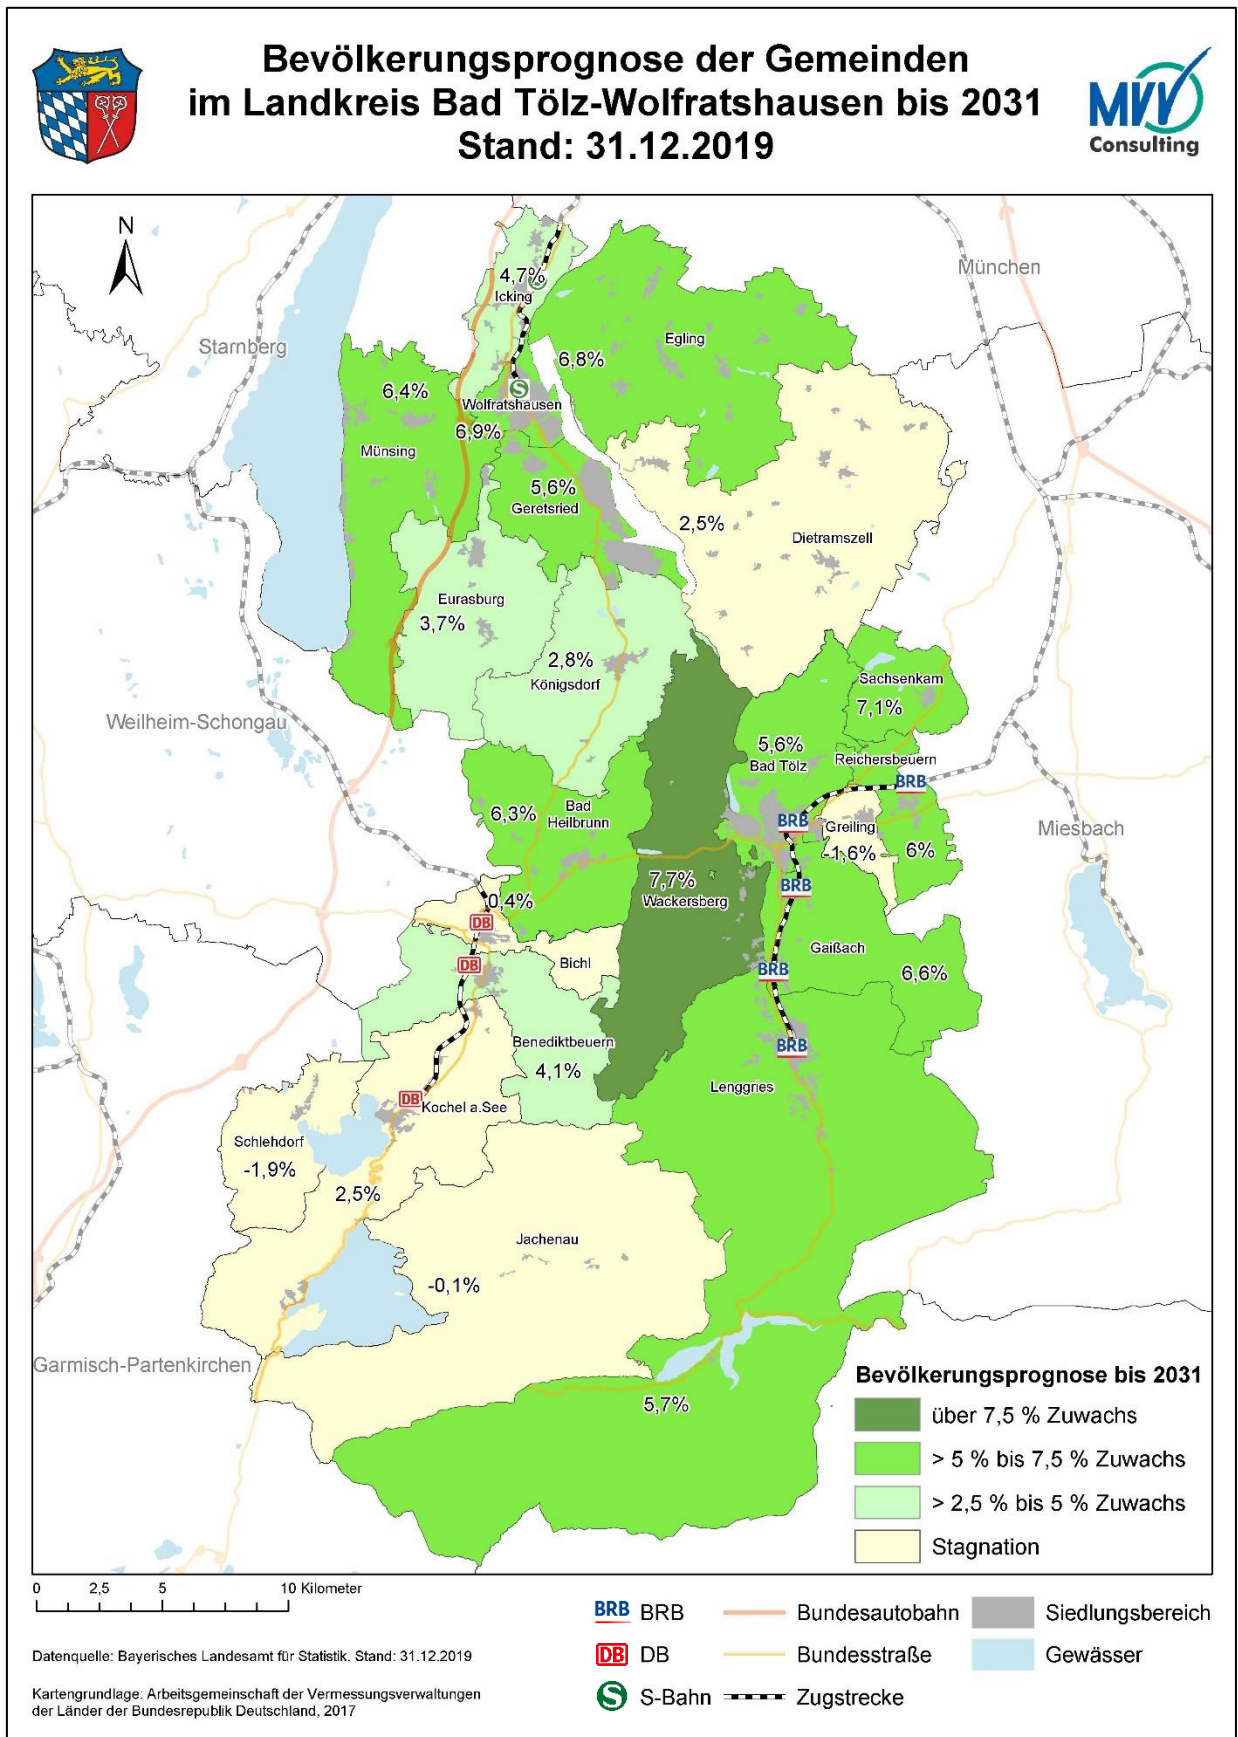 Bevölkerungsprognose der Gemeinden
im Landkreis Bad Tölz-Wolfratshausen bis 2031
Stand: 31.12.2019
MVV
Consulting
N
München
Starnberg
4,7%
Icking
Egling
6,8%
6,4%
S
Wolfratshausen
6,9%
Münsing
5,6%
Geretsried
2,5%
Dietramszell
Eurasburg
3,7%
2,8%
Königsdorf
Sachsenkam
7,1%
Weilheim-Schongau
5,6%
Bad Tölz
Reichersbeuern
BRB
6,3%
Bad
Heilbrunn
BRB
Greiling
-1,6%
6%
Miesbach
7,7%
Wackersberg
BRB
0,4%
DB
Gaißach
Bichl
DB
BRB
6,6%
Benediktbeuern
4,1%
BRB
Lenggries
DB
Kochel a.See
Schlehdorf
-1,9%
2,5%
Jachenau
-0,1%
Garmisch-Partenkirchen
5,7%
Bevölkerungsprognose bis 2031
über 7,5 % Zuwachs
> 5 % bis 7,5 % Zuwachs
> 2,5 % bis 5 % Zuwachs
Stagnation
0 2,5 5 10 Kilometer
BRB BRB Bundesautobahn Siedlungsbereich
DB DB Bundesstraße Gewässer
S S-Bahn Zugstrecke
Datenquelle: Bayerisches Landesamt für Statistik. Stand: 31.12.2019
Kartengrundlage: Arbeitsgemeinschaft der Vermessungsverwaltungen
der Länder der Bundesrepublik Deutschland, 2017